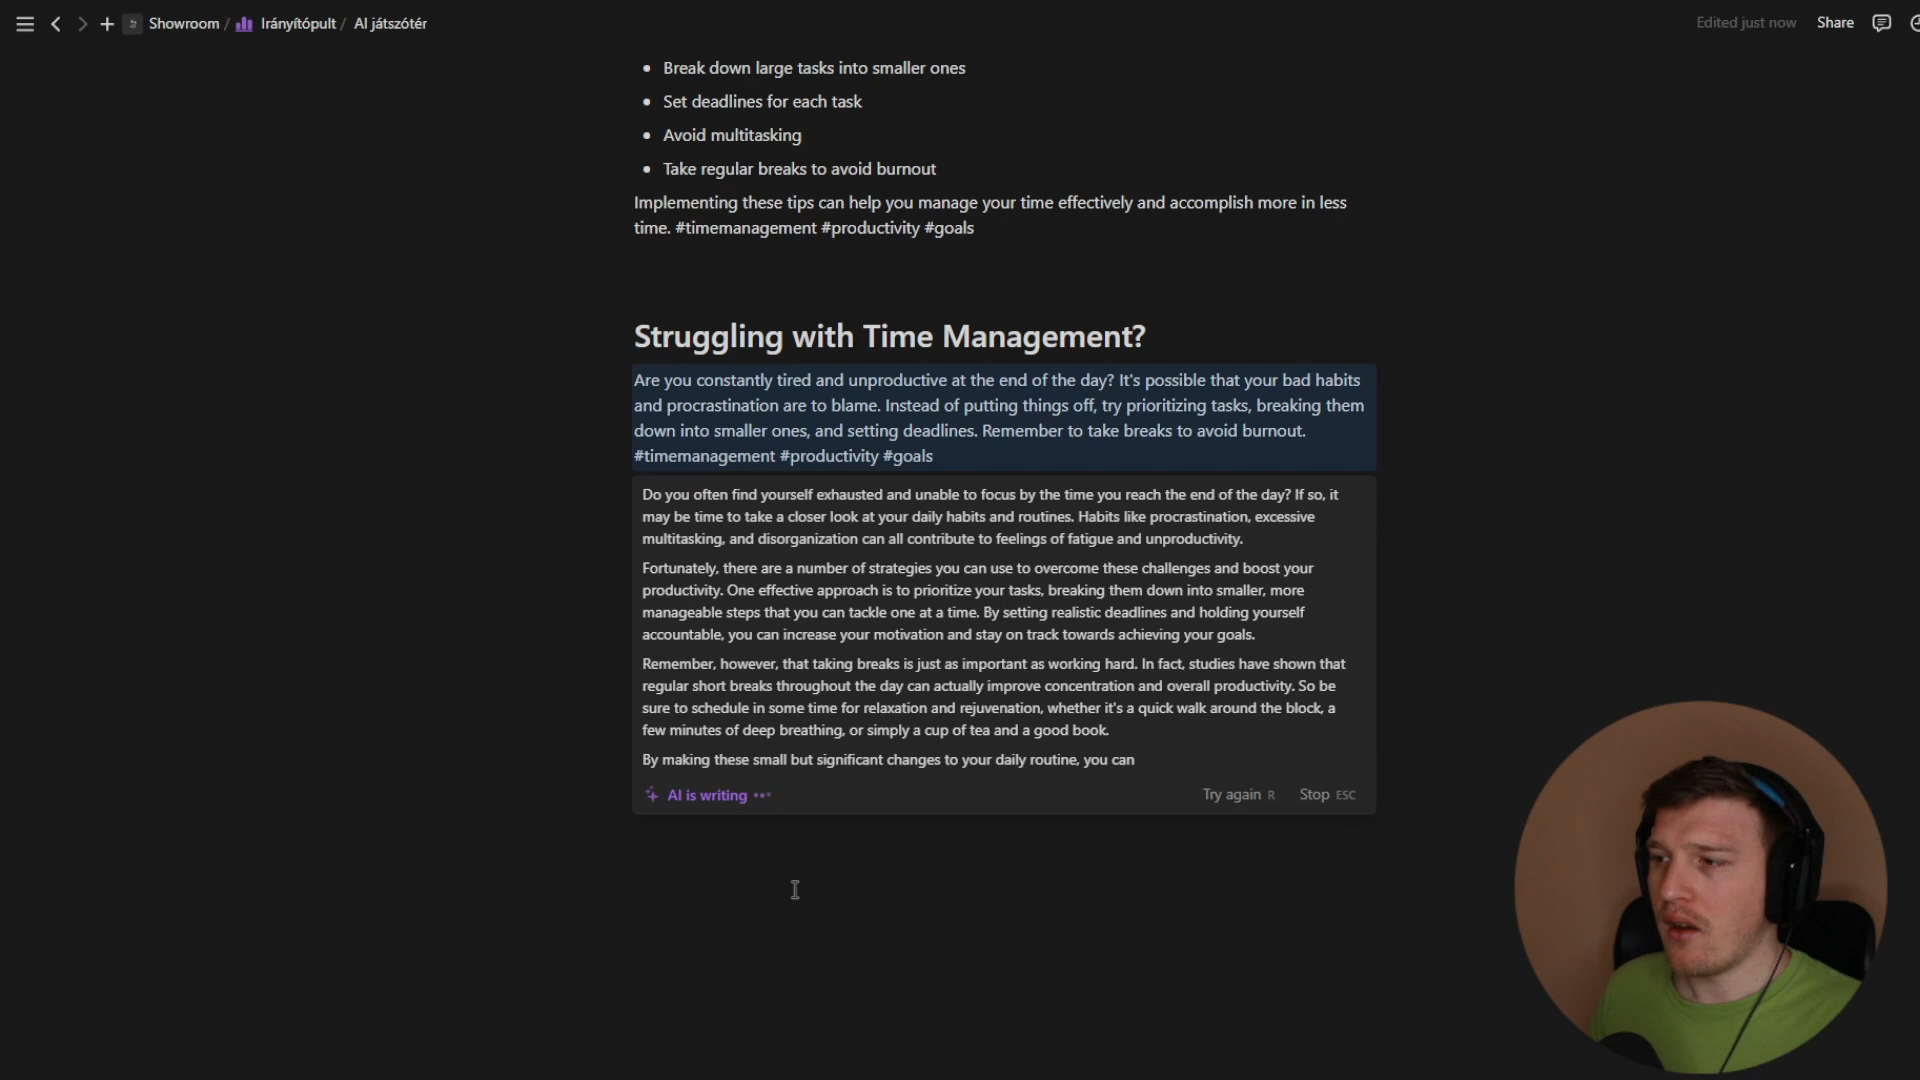 Showroom / Irányítópult / AI játszótér
Edited just now Share
Break down large tasks into smaller ones
Set deadlines for each task
Avoid multitasking
Take regular breaks to avoid burnout
Implementing these tips can help you manage your time effectively and accomplish more in less
time. #timemanagement #productivity #goals
Struggling with Time Management?
Are you constantly tired and unproductive at the end of the day? It's possible that your bad habits
and procrastination are to blame. Instead of putting things off, try prioritizing tasks, breaking them
down into smaller ones, and setting deadlines. Remember to take breaks to avoid burnout.
#timemanagement #productivity #goals
Do you often find yourself exhausted and unable to focus by the time you reach the end of the day? If so, it
may be time to take a closer look at your daily habits and routines. Habits like procrastination, excessive
multitasking, and disorganization can all contribute to feelings of fatigue and unproductivity.
Fortunately, there are a number of strategies you can use to overcome these challenges and boost your
productivity. One effective approach is to prioritize your tasks, breaking them down into smaller, more
manageable steps that you can tackle one at a time. By setting realistic deadlines and holding yourself
accountable, you can increase your motivation and stay on track towards achieving your goals.
Remember, however, that taking breaks is just as important as working hard. In fact, studies have shown that
regular short breaks throughout the day can actually improve concentration and overall productivity. So be
sure to schedule in some time for relaxation and rejuvenation, whether it's a quick walk around the block, a
few minutes of deep breathing, or simply a cup of tea and a good book.
By making these small but significant changes to your daily routine, you can
AI is writing Try again R Stop ESC